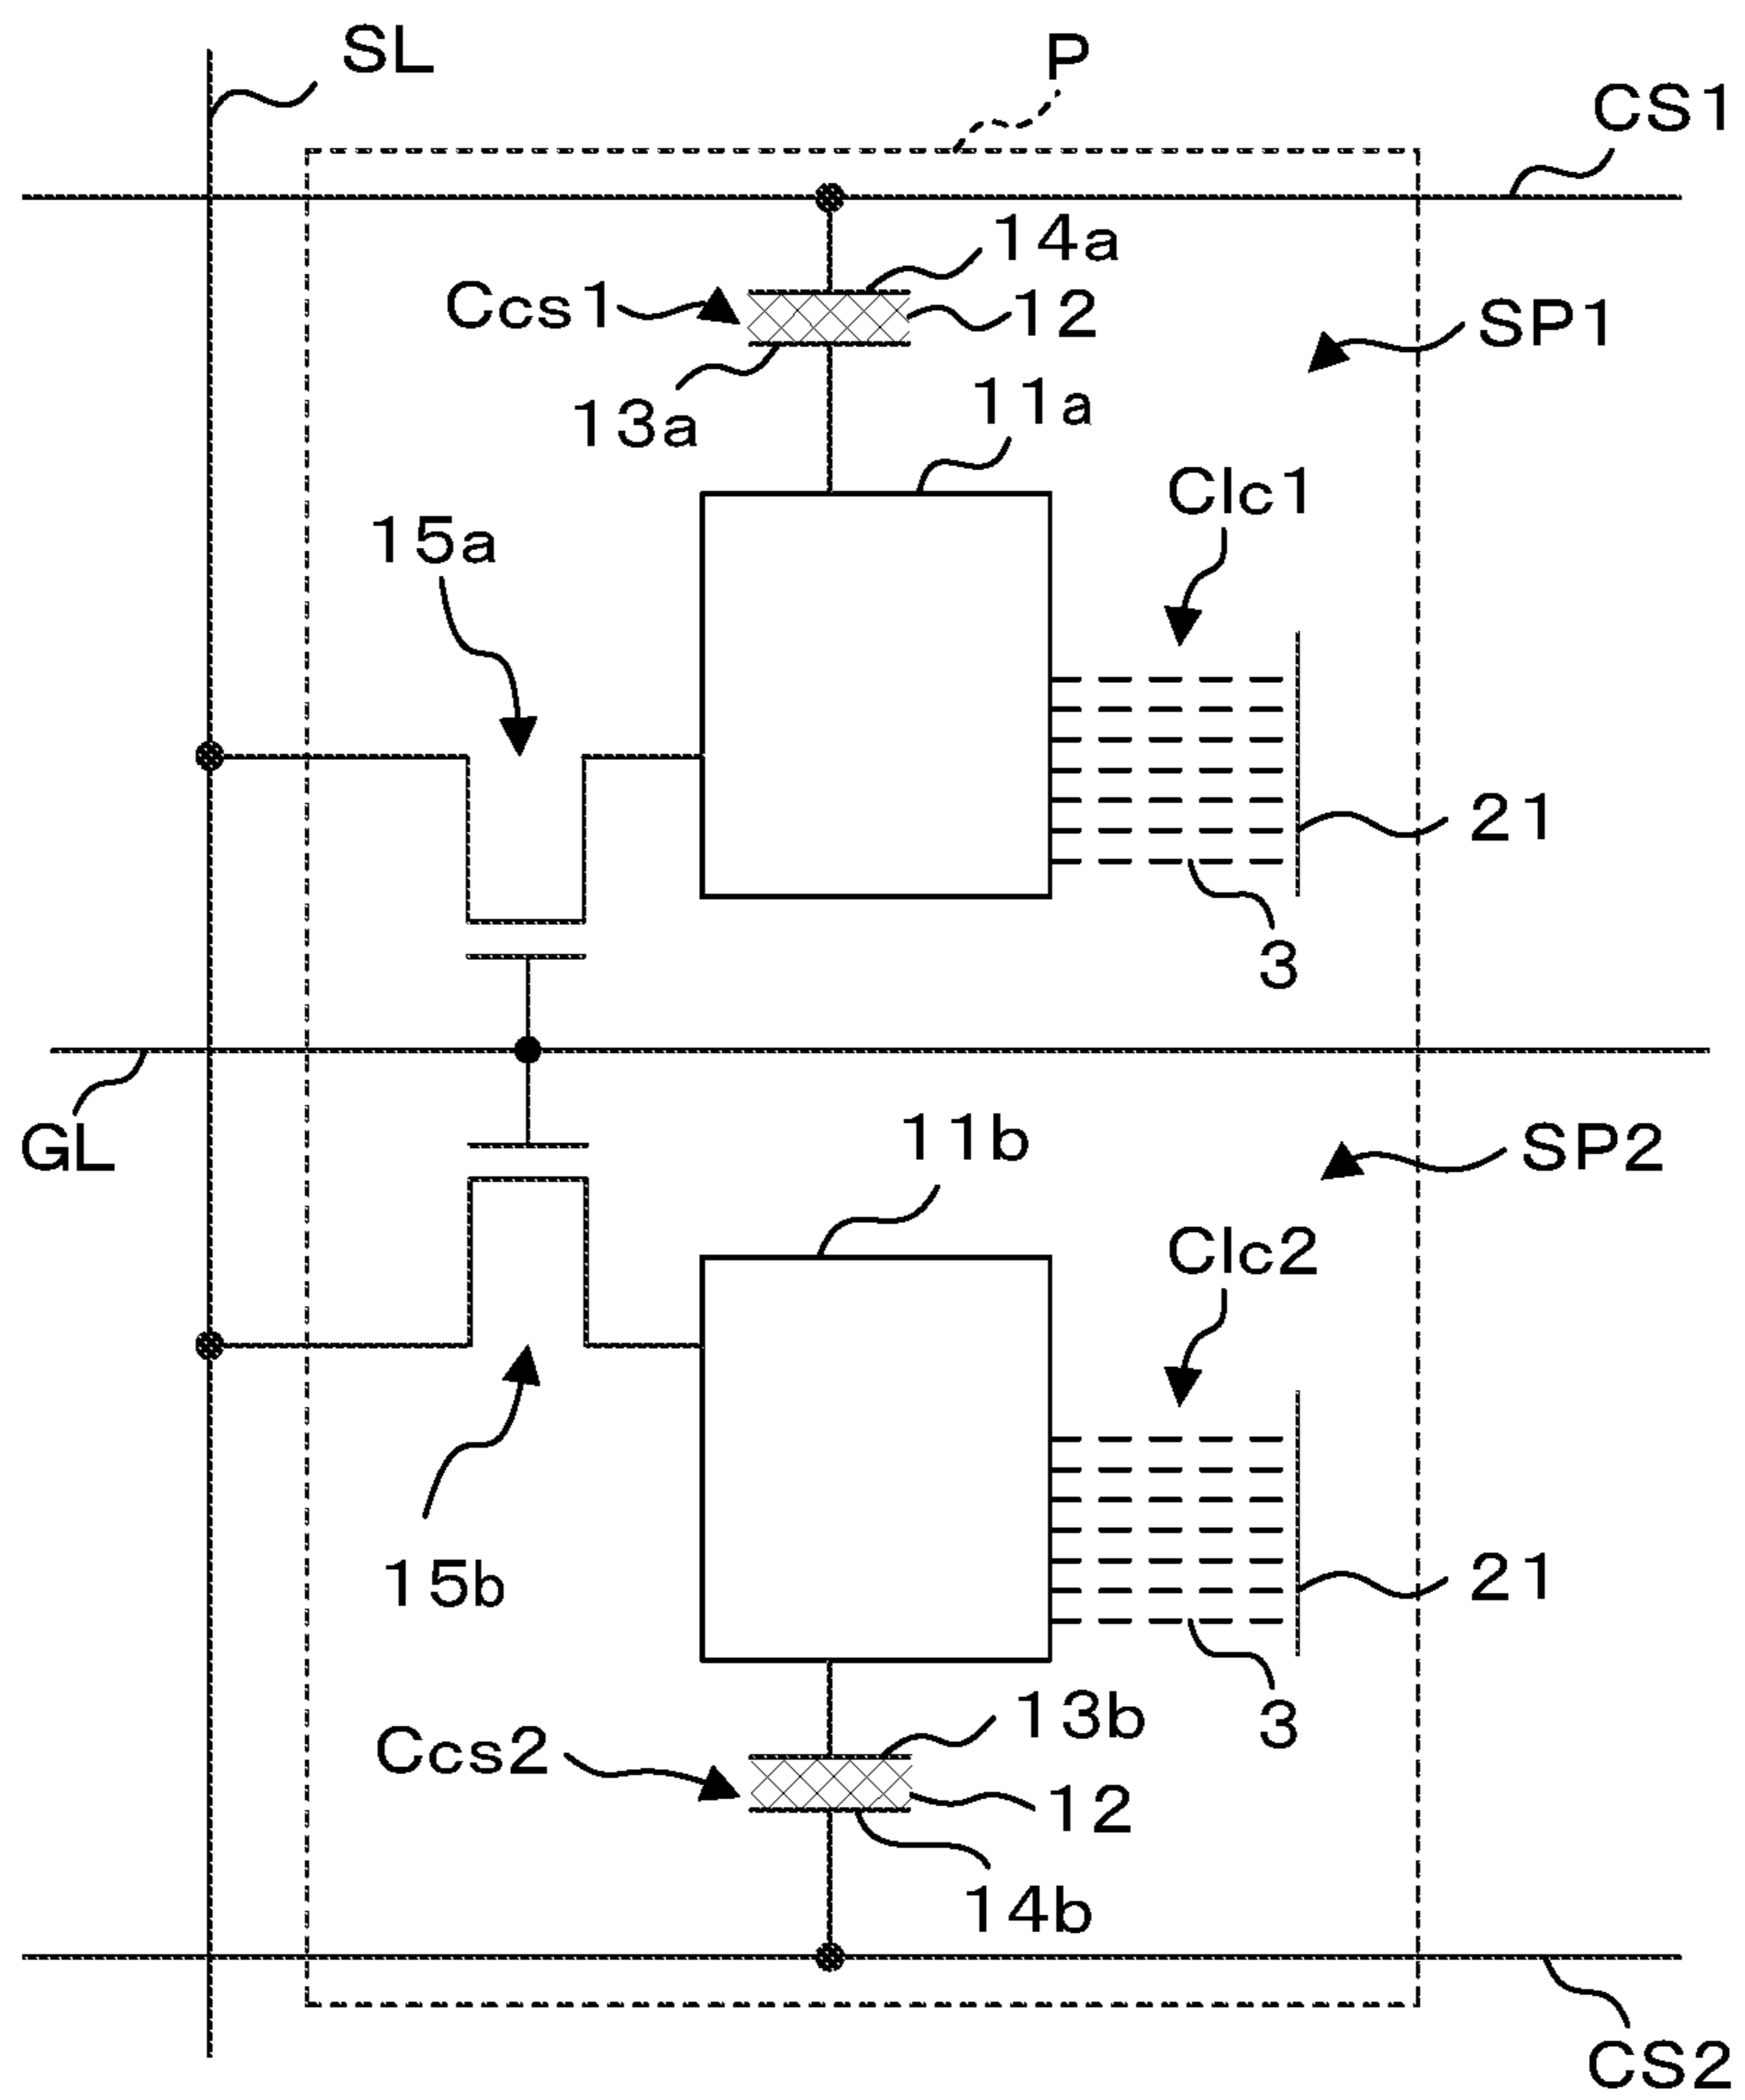 SL
P
CS1
14a
Ccs1
12
SP1
13a
11a
Clc1
15a
21
3
GL
11b
SP2
Clc2
15b
21
13b
3
Ccs2
12
14b
CS2